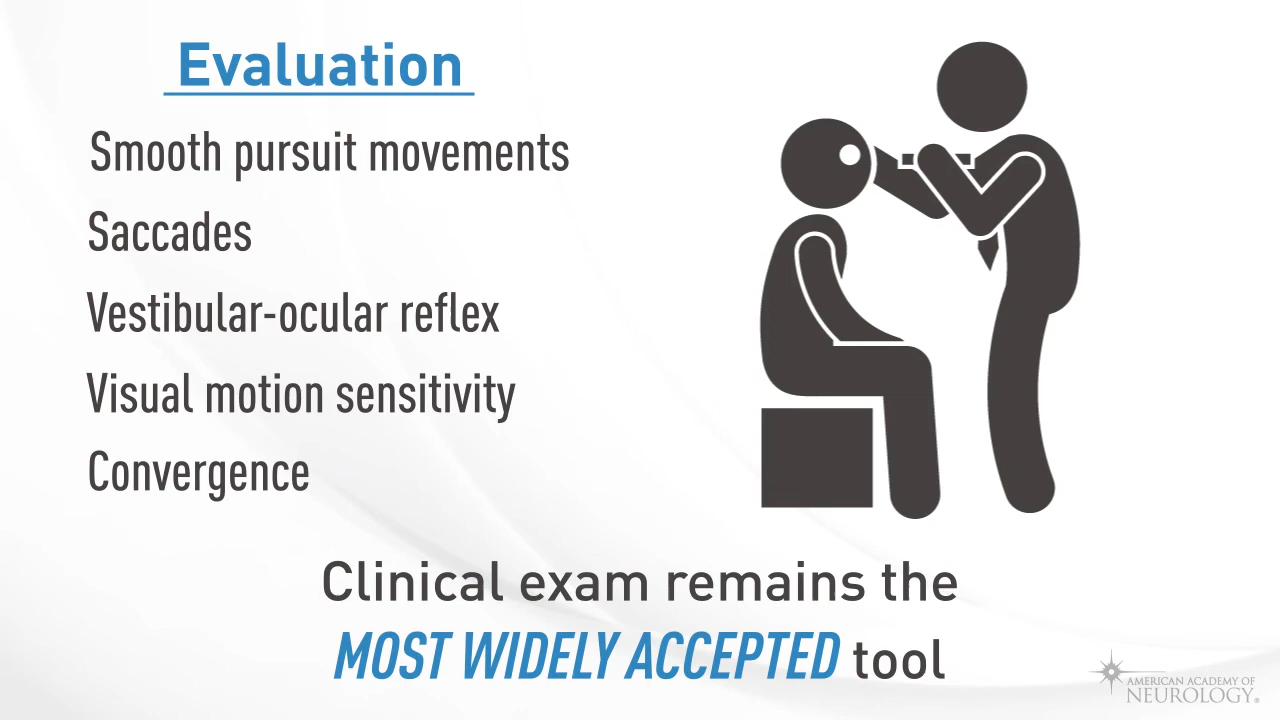 Evaluation
Smooth pursuit movements
Saccades
Vestibular-ocular reflex
Visual motion sensitivity
Convergence
Clinical exam remains the
MOST WIDELY ACCEPTED tool
AMERICAN ACADEMY OF
NEUROLOGY®